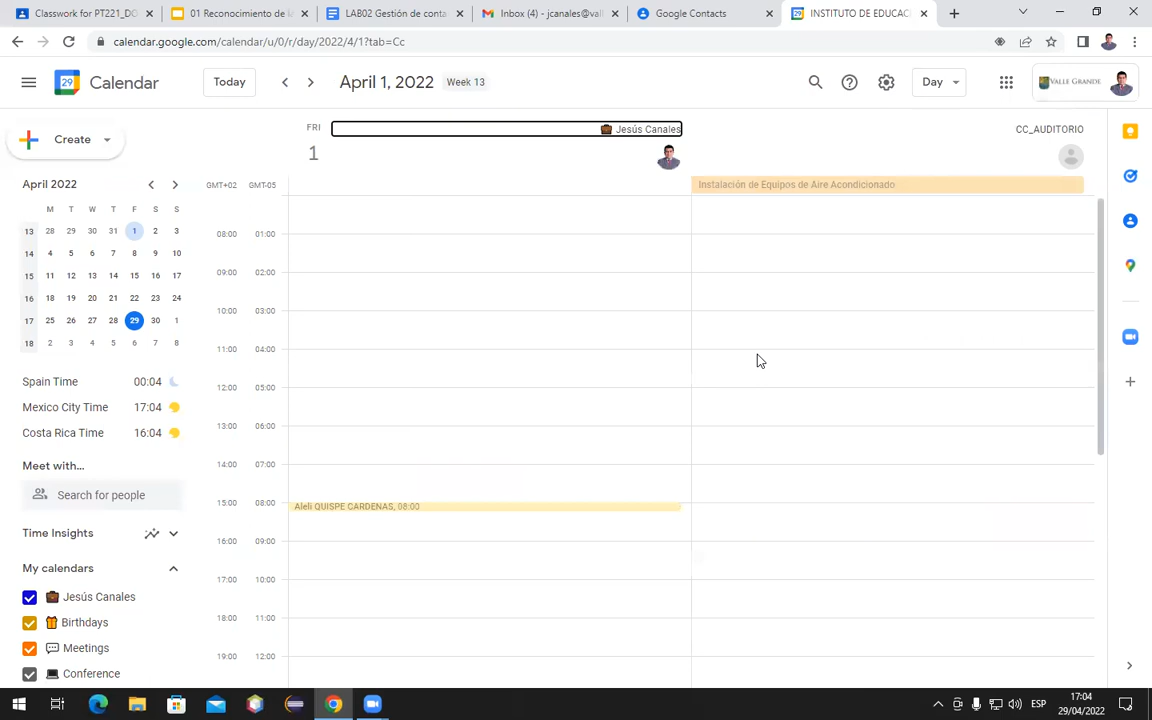 Classwork for PT221_DO
01 Reconocimiento de la
LAB02 Gestión de conta
Inbox (4) - jcanales@val
Google Contacts
INSTITUTO DE EDUCAC
calendar.google.com/calendar/u/0/r/day/2022/4/1?tab=Cc
29
Calendar
Today
April 1, 2022
Week 13
Day
VALLE GRANDE
Create
FRI
1
Jesús Canales
CC_AUDITORIO
April 2022
GMT+02 GMT-05
Instalación de Equipos de Aire Acondicionado
M T W T F S S
13 28 29 30 31 1 2 3
14 4 5 6 7 8 9 10
15 11 12 13 14 15 16 17
16 18 19 20 21 22 23 24
17 25 26 27 28 29 30 1
18 2 3 4 5 6 7 8
08:00 01:00
09:00 02:00
10:00 03:00
11:00 04:00
12:00 05:00
13:00 06:00
14:00 07:00
15:00 08:00
Aleli QUISPE CARDENAS, 08:00
16:00 09:00
17:00 10:00
18:00 11:00
19:00 12:00
Spain Time 00:04
Mexico City Time 17:04
Costa Rica Time 16:04
Meet with...
Search for people
Time Insights
My calendars
Jesús Canales
Birthdays
Meetings
Conference
ESP
17:04
29/04/2022